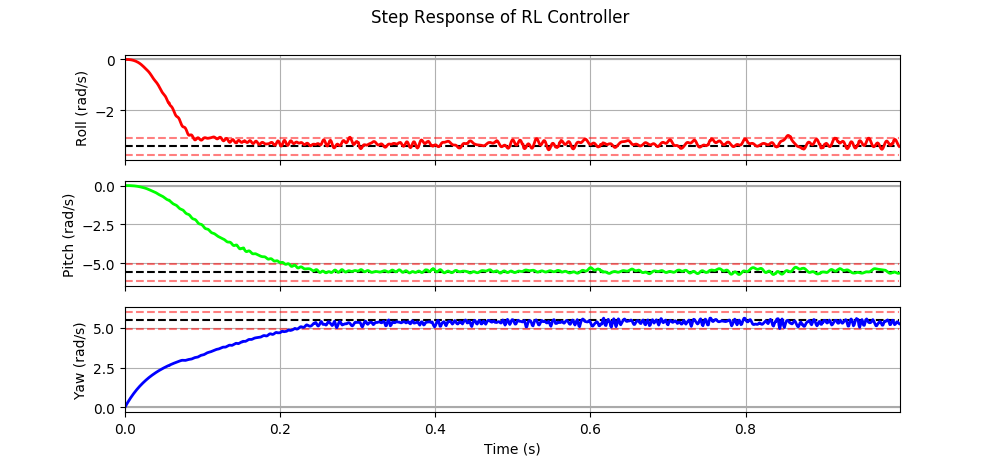 Step Response of RL Controller
Roll (rad/s)
0
−2
Pitch (rad/s)
0.0
−2.5
−5.0
Yaw (rad/s)
5.0
2.5
0.0
0.0 0.2 0.4 0.6 0.8
Time (s)